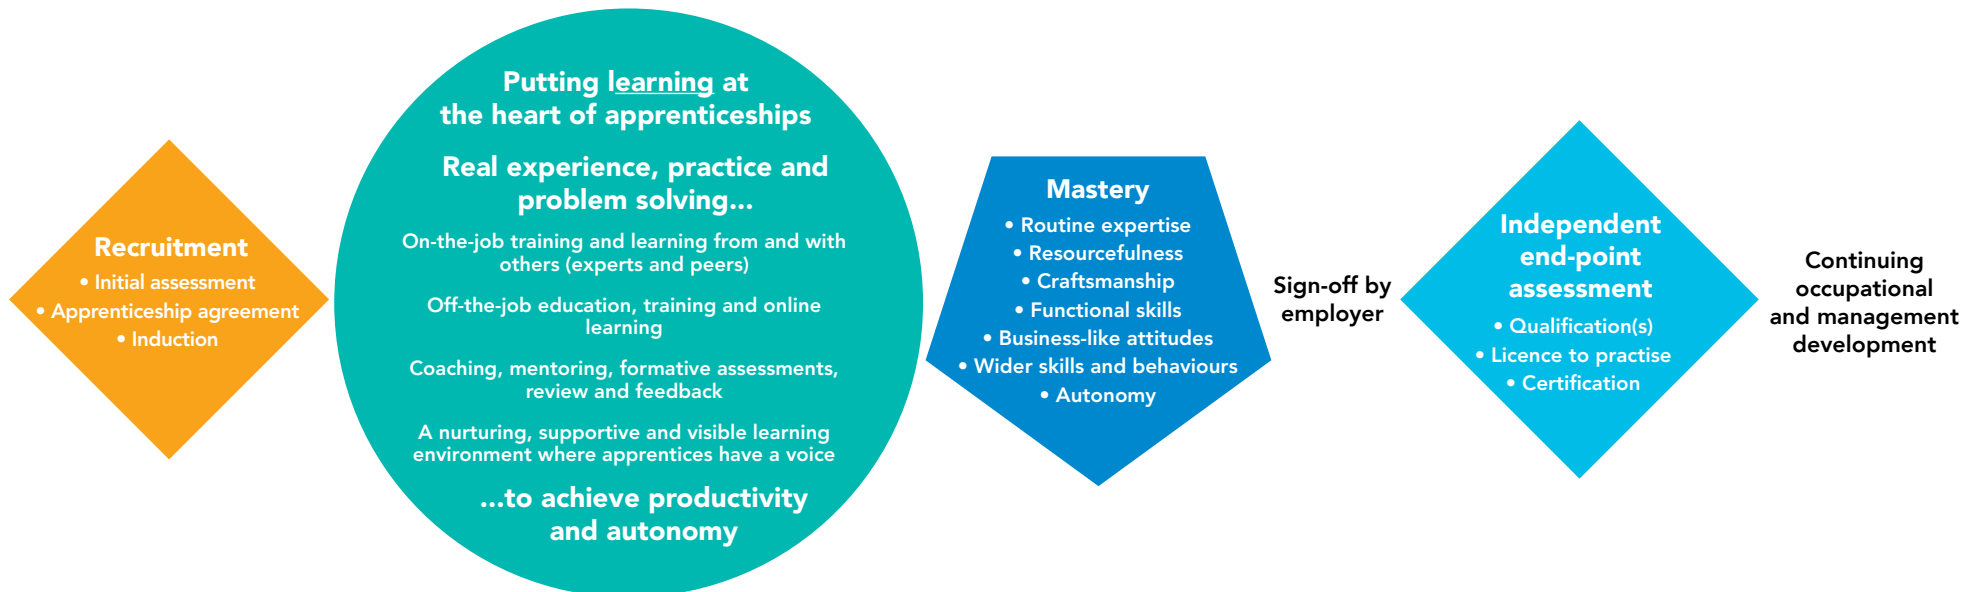 Recruitment
• Initial assessment
• Apprenticeship agreement
• Induction
Putting learning at
the heart of apprenticeships
Real experience, practice and
problem solving...
On-the-job training and learning from and with
others (experts and peers)
Off-the-job education, training and online
learning
Coaching, mentoring, formative assessments,
review and feedback
A nurturing, supportive and visible learning
environment where apprentices have a voice
...to achieve productivity
and autonomy
Mastery
• Routine expertise
• Resourcefulness
• Craftsmanship
• Functional skills
• Business-like attitudes
• Wider skills and behaviours
• Autonomy
Sign-off by
employer
Independent
end-point
assessment
• Qualification(s)
• Licence to practise
• Certification
Continuing
occupational
and management
development